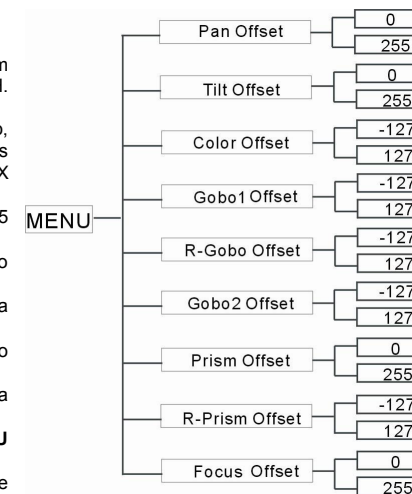 MENU
Pan Offset
0
255
Tilt Offset
0
255
Color Offset
-127
127
Gobo1 Offset
-127
127
R-Gobo Offset
-127
127
Gobo2 Offset
-127
127
Prism Offset
0
255
R-Prism Offset
-127
127
Focus Offset
0
255